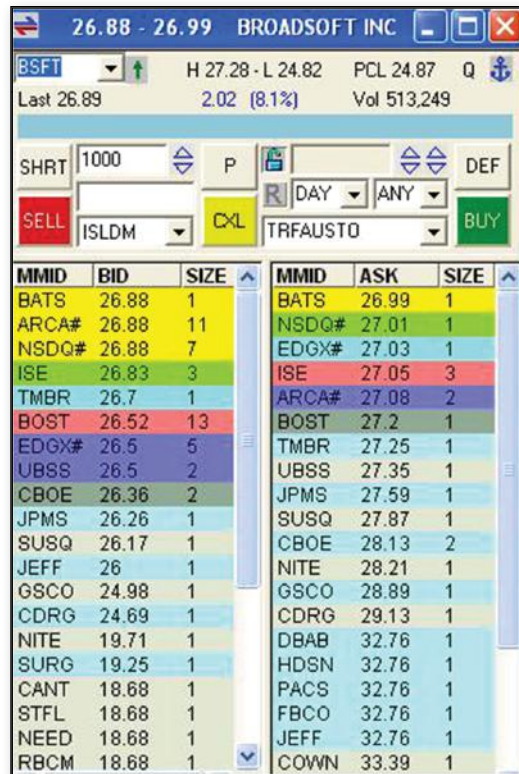 26.88 - 26.99 BROADSOFT INC
BSFT H 27.28 - L 24.82 PCL 24.87 Q
Last 26.89 2.02 (8.1%) Vol 513,249
SHRT 1000 P DEF
R DAY ANY
SELL ISLDM CXL TRFAUSTO BUY
MMID BID SIZE MMID ASK SIZE
BATS 26.88 1 BATS 26.99 1
ARCA# 26.88 11 NSDQ# 27.01 1
NSDQ# 26.88 7 EDGX# 27.03 1
ISE 26.83 3 ISE 27.05 3
TMBR 26.7 1 ARCA# 27.08 2
BOST 26.52 13 BOST 27.2 1
EDGX# 26.5 5 TMBR 27.25 1
UBSS 26.5 2 UBSS 27.35 1
CBOE 26.36 2 JPMS 27.59 1
JPMS 26.26 1 SUSQ 27.87 1
SUSQ 26.17 1 CBOE 28.13 2
JEFF 26 1 NITE 28.21 1
GSCO 24.98 1 GSCO 28.89 1
CDRG 24.69 1 CDRG 29.13 1
NITE 19.71 1 DBAB 32.76 1
SURG 19.25 1 HDSN 32.76 1
CANT 18.68 1 PACS 32.76 1
STFL 18.68 1 FBCO 32.76 1
NEED 18.68 1 JEFF 32.76 1
RBCM 18.68 1 COWN 33.39 1